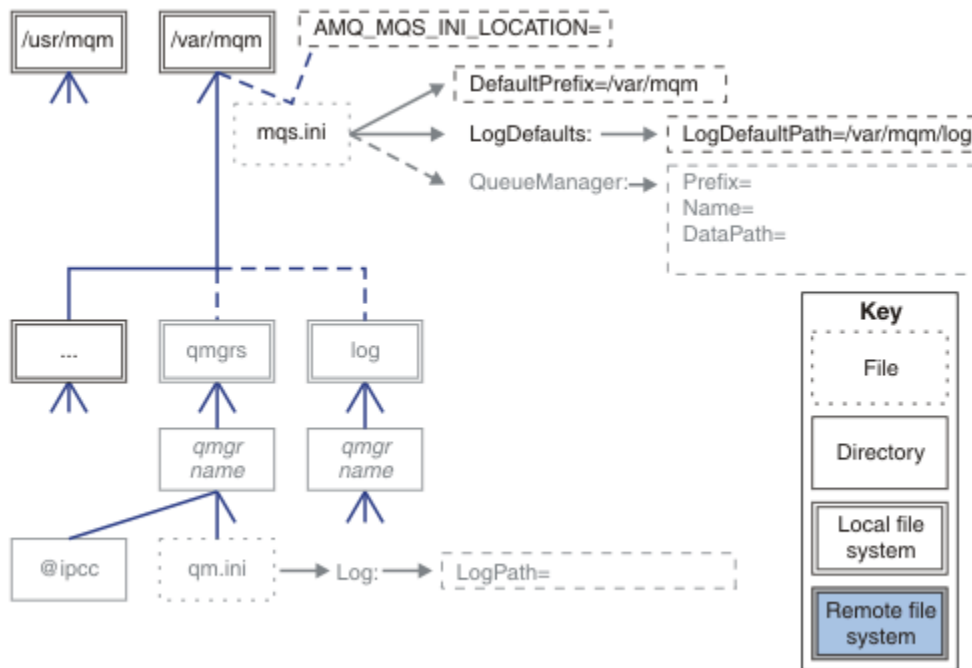 /usr/mqm
/var/mqm
AMQ_MQS_INI_LOCATION=
DefaultPrefix=/var/mqm
mqs.ini
LogDefaults:
LogDefaultPath=/var/mqm/log
QueueManager:
Prefix=
Name=
DataPath=
...
qmgrs
log
qmgr
name
qmgr
name
@ipcc
qm.ini
Log:
LogPath=
Key
File
Directory
Local file
system
Remote file
system